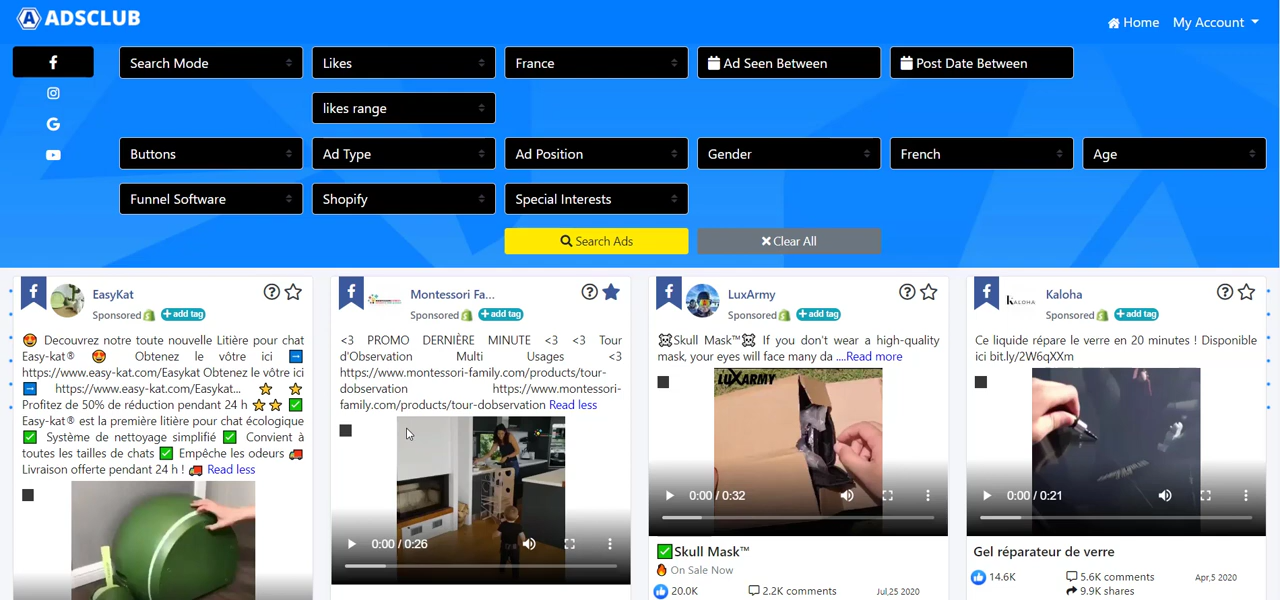 ADSCLUB
Home My Account
Search Mode Likes France Ad Seen Between Post Date Between
likes range
Buttons Ad Type Ad Position Gender French Age
Funnel Software Shopify Special Interests
Search Ads Clear All
EasyKat
Sponsored + add tag
😍 Decouvrez notre toute nouvelle Litière pour chat
Easy-kat® 😍 Obtenez le vôtre ici ➡
https://www.easy-kat.com/Easykat Obtenez le vôtre ici
➡ https://www.easy-kat.com/Easykat... ⭐ ⭐
Profitez de 50% de réduction pendant 24 h ⭐⭐ ✅
Easy-kat® est la première litière pour chat écologique
✅ Système de nettoyage simplifié ✅ Convient à
toutes les tailles de chats ✅ Empêche les odeurs 🚚
Livraison offerte pendant 24 h ! 🚚 Read less
Montessori Fa...
Sponsored + add tag
<3 PROMO DERNIÈRE MINUTE <3 <3 Tour
d'Observation Multi Usages <3
https://www.montessori-family.com/products/tour-
dobservation https://www.montessori-
family.com/products/tour-dobservation Read less
0:00 / 0:26
LuxArmy
Sponsored + add tag
☠Skull Mask™☠ If you don't wear a high-quality
mask, your eyes will face many da ....Read more
LUXARMY
0:00 / 0:32
✅Skull Mask™
🔥 On Sale Now
20.0K 2.2K comments Jul,25 2020
KALOHA
Kaloha
Sponsored + add tag
Ce liquide répare le verre en 20 minutes ! Disponible
ici bit.ly/2W6qXXm
0:00 / 0:21
Gel réparateur de verre
14.6K 5.6K comments Apr,5 2020
9.9K shares